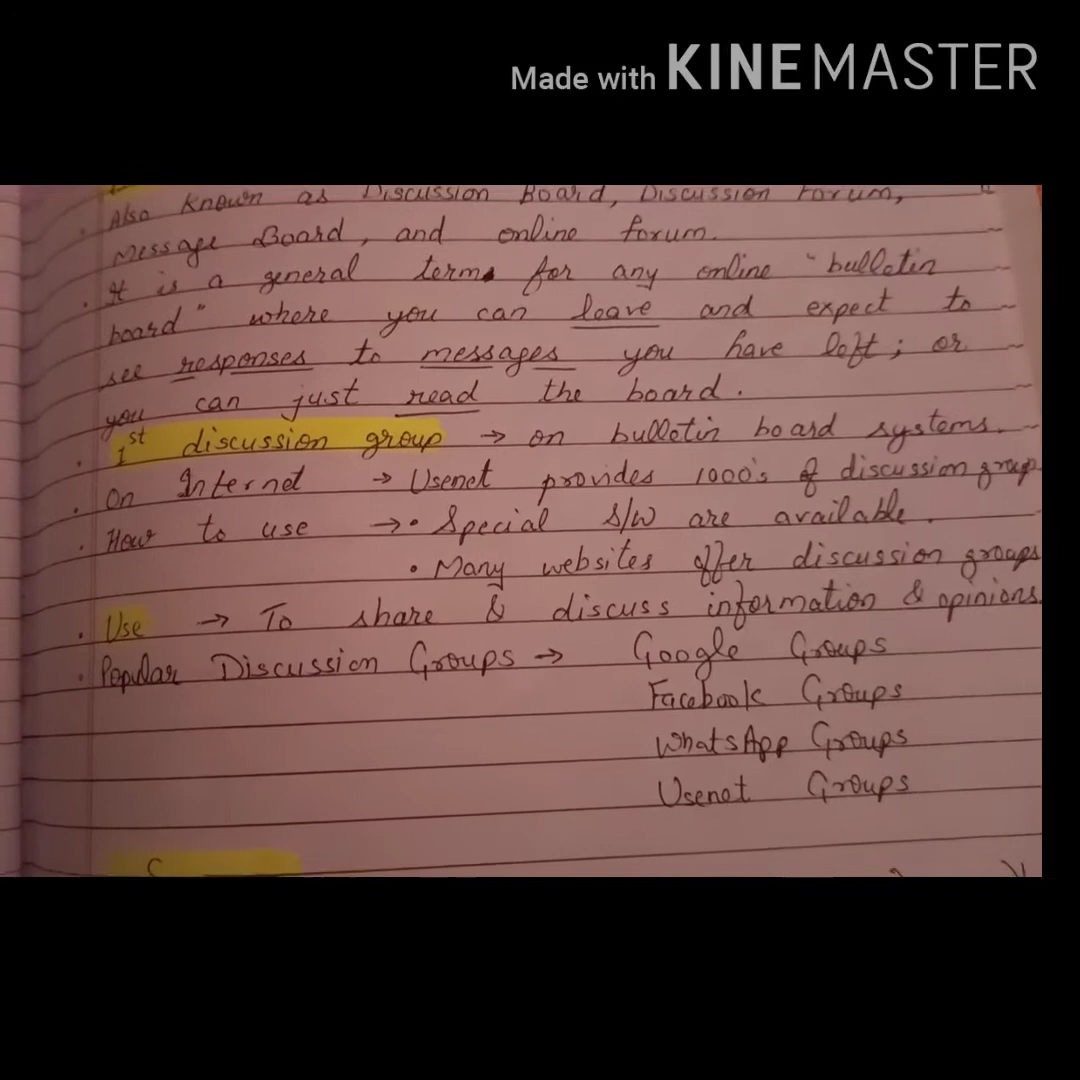 Made with KINEMASTER
• Also known as Discussion Board, Discussion Forum,
Message Board, and online forum.
• It is a general term for any online "bulletin
board" where you can leave and expect to
see responses to messages you have left; or
you can just read the board.
• 1st discussion group → on bulletin board systems.
• On Internet → Usenet provides 1000's of discussion group
• How to use → • Special S/W are available.
• Many websites offer discussion groups
• Use → To share & discuss information & opinions.
• Popular Discussion Groups → Google Groups
Facebook Groups
WhatsApp Groups
Usenet Groups